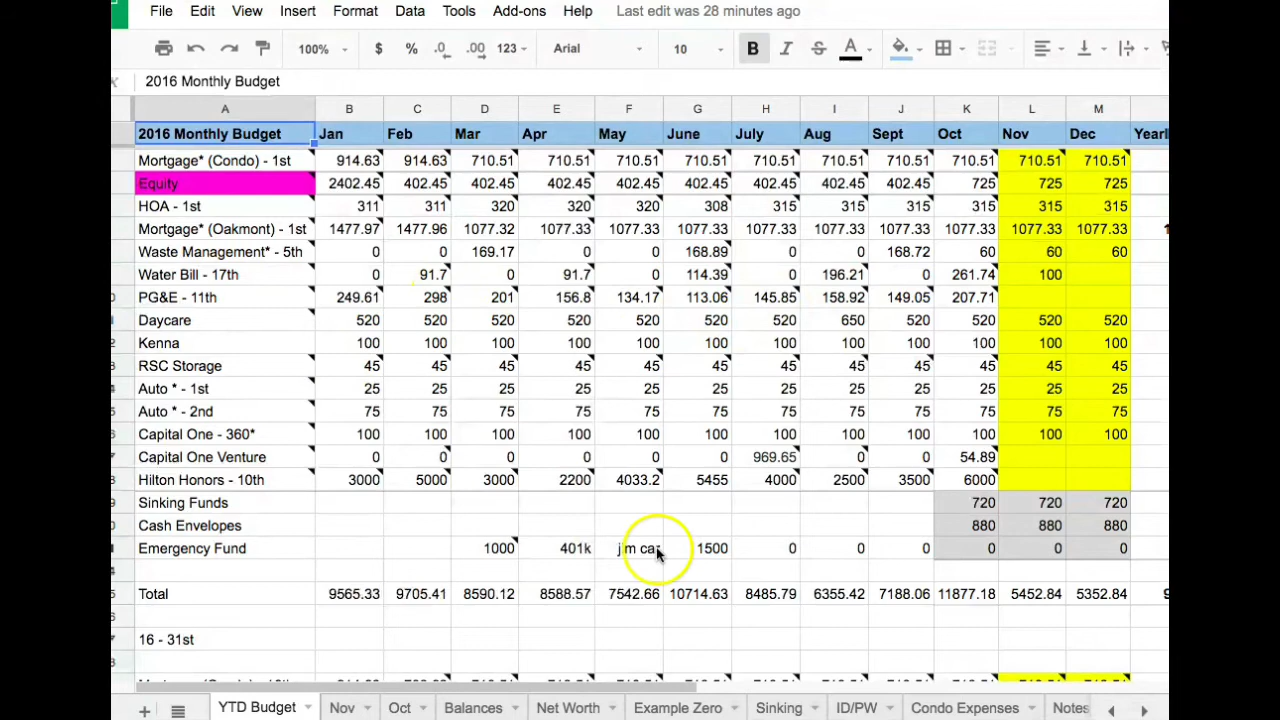 File Edit View Insert Format Data Tools Add-ons Help Last edit was 28 minutes ago
100% $ % .0 .00 123 Arial 10 B I S A
2016 Monthly Budget
A B C D E F G H I J K L M
2016 Monthly Budget Jan Feb Mar Apr May June July Aug Sept Oct Nov Dec
Mortgage* (Condo) - 1st 914.63 914.63 710.51 710.51 710.51 710.51 710.51 710.51 710.51 710.51 710.51 710.51
Equity 2402.45 402.45 402.45 402.45 402.45 402.45 402.45 402.45 402.45 725 725 725
HOA - 1st 311 311 320 320 320 308 315 315 315 315 315 315
Mortgage* (Oakmont) - 1st 1477.97 1477.96 1077.32 1077.33 1077.33 1077.33 1077.33 1077.33 1077.33 1077.33 1077.33 1077.33
Waste Management* - 5th 0 0 169.17 0 0 168.89 0 0 168.72 60 60 60
Water Bill - 17th 0 91.7 0 91.7 0 114.39 0 196.21 0 261.74 100
PG&E - 11th 249.61 298 201 156.8 134.17 113.06 145.85 158.92 149.05 207.71
Daycare 520 520 520 520 520 520 520 650 520 520 520 520
Kenna 100 100 100 100 100 100 100 100 100 100 100 100
RSC Storage 45 45 45 45 45 45 45 45 45 45 45 45
Auto * - 1st 25 25 25 25 25 25 25 25 25 25 25 25
Auto * - 2nd 75 75 75 75 75 75 75 75 75 75 75 75
Capital One - 360* 100 100 100 100 100 100 100 100 100 100 100 100
Capital One Venture 0 0 0 0 0 0 969.65 0 0 54.89
Hilton Honors - 10th 3000 5000 3000 2200 4033.2 5455 4000 2500 3500 6000
Sinking Funds 720 720 720
Cash Envelopes 880 880 880
Emergency Fund 1000 401k jim car 1500 0 0 0 0 0 0
Total 9565.33 9705.41 8590.12 8588.57 7542.66 10714.63 8485.79 6355.42 7188.06 11877.18 5452.84 5352.84
16 - 31st
YTD Budget Nov Oct Balances Net Worth Example Zero Sinking ID/PW Condo Expenses Notes